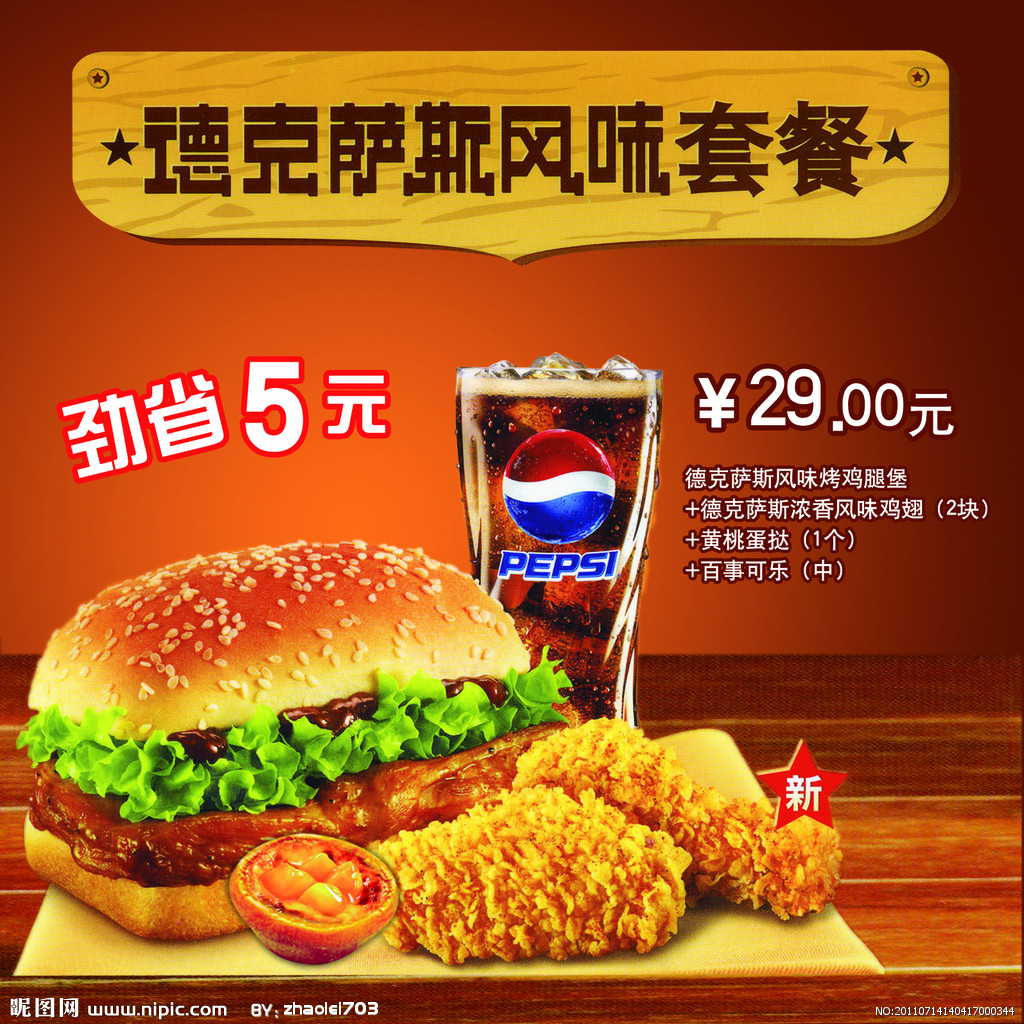 ★德克萨斯风味套餐★
劲省5元
¥29.00元
PEPSI
德克萨斯风味烤鸡腿堡
+德克萨斯浓香风味鸡翅（2块）
+黄桃蛋挞（1个）
+百事可乐（中）
新
昵图网 www.nipic.com BY: zhaolei703
NO:20110714140417000344